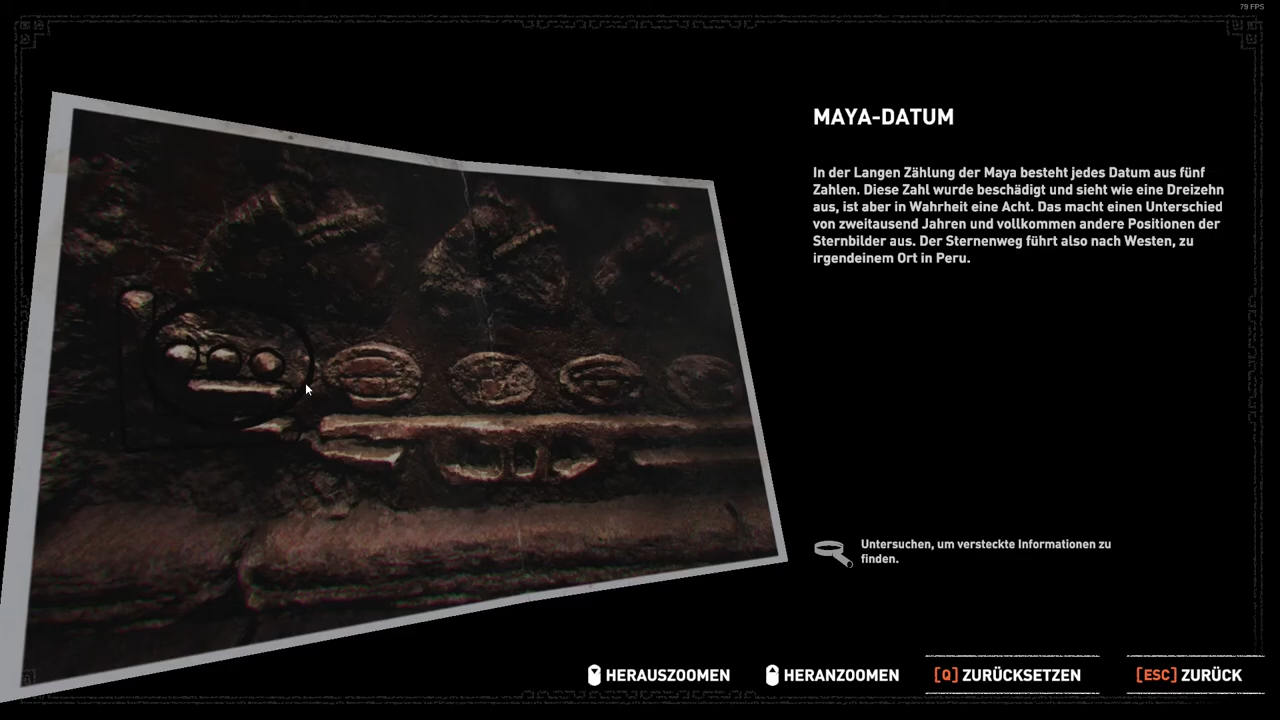 79 FPS
MAYA-DATUM
In der Langen Zählung der Maya besteht jedes Datum aus fünf
Zahlen. Diese Zahl wurde beschädigt und sieht wie eine Dreizehn
aus, ist aber in Wahrheit eine Acht. Das macht einen Unterschied
von zweitausend Jahren und vollkommen andere Positionen der
Sternbilder aus. Der Sternenweg führt also nach Westen, zu
irgendeinem Ort in Peru.
Untersuchen, um versteckte Informationen zu
finden.
HERAUSZOOMEN
HERANZOOMEN
[Q] ZURÜCKSETZEN
[ESC] ZURÜCK